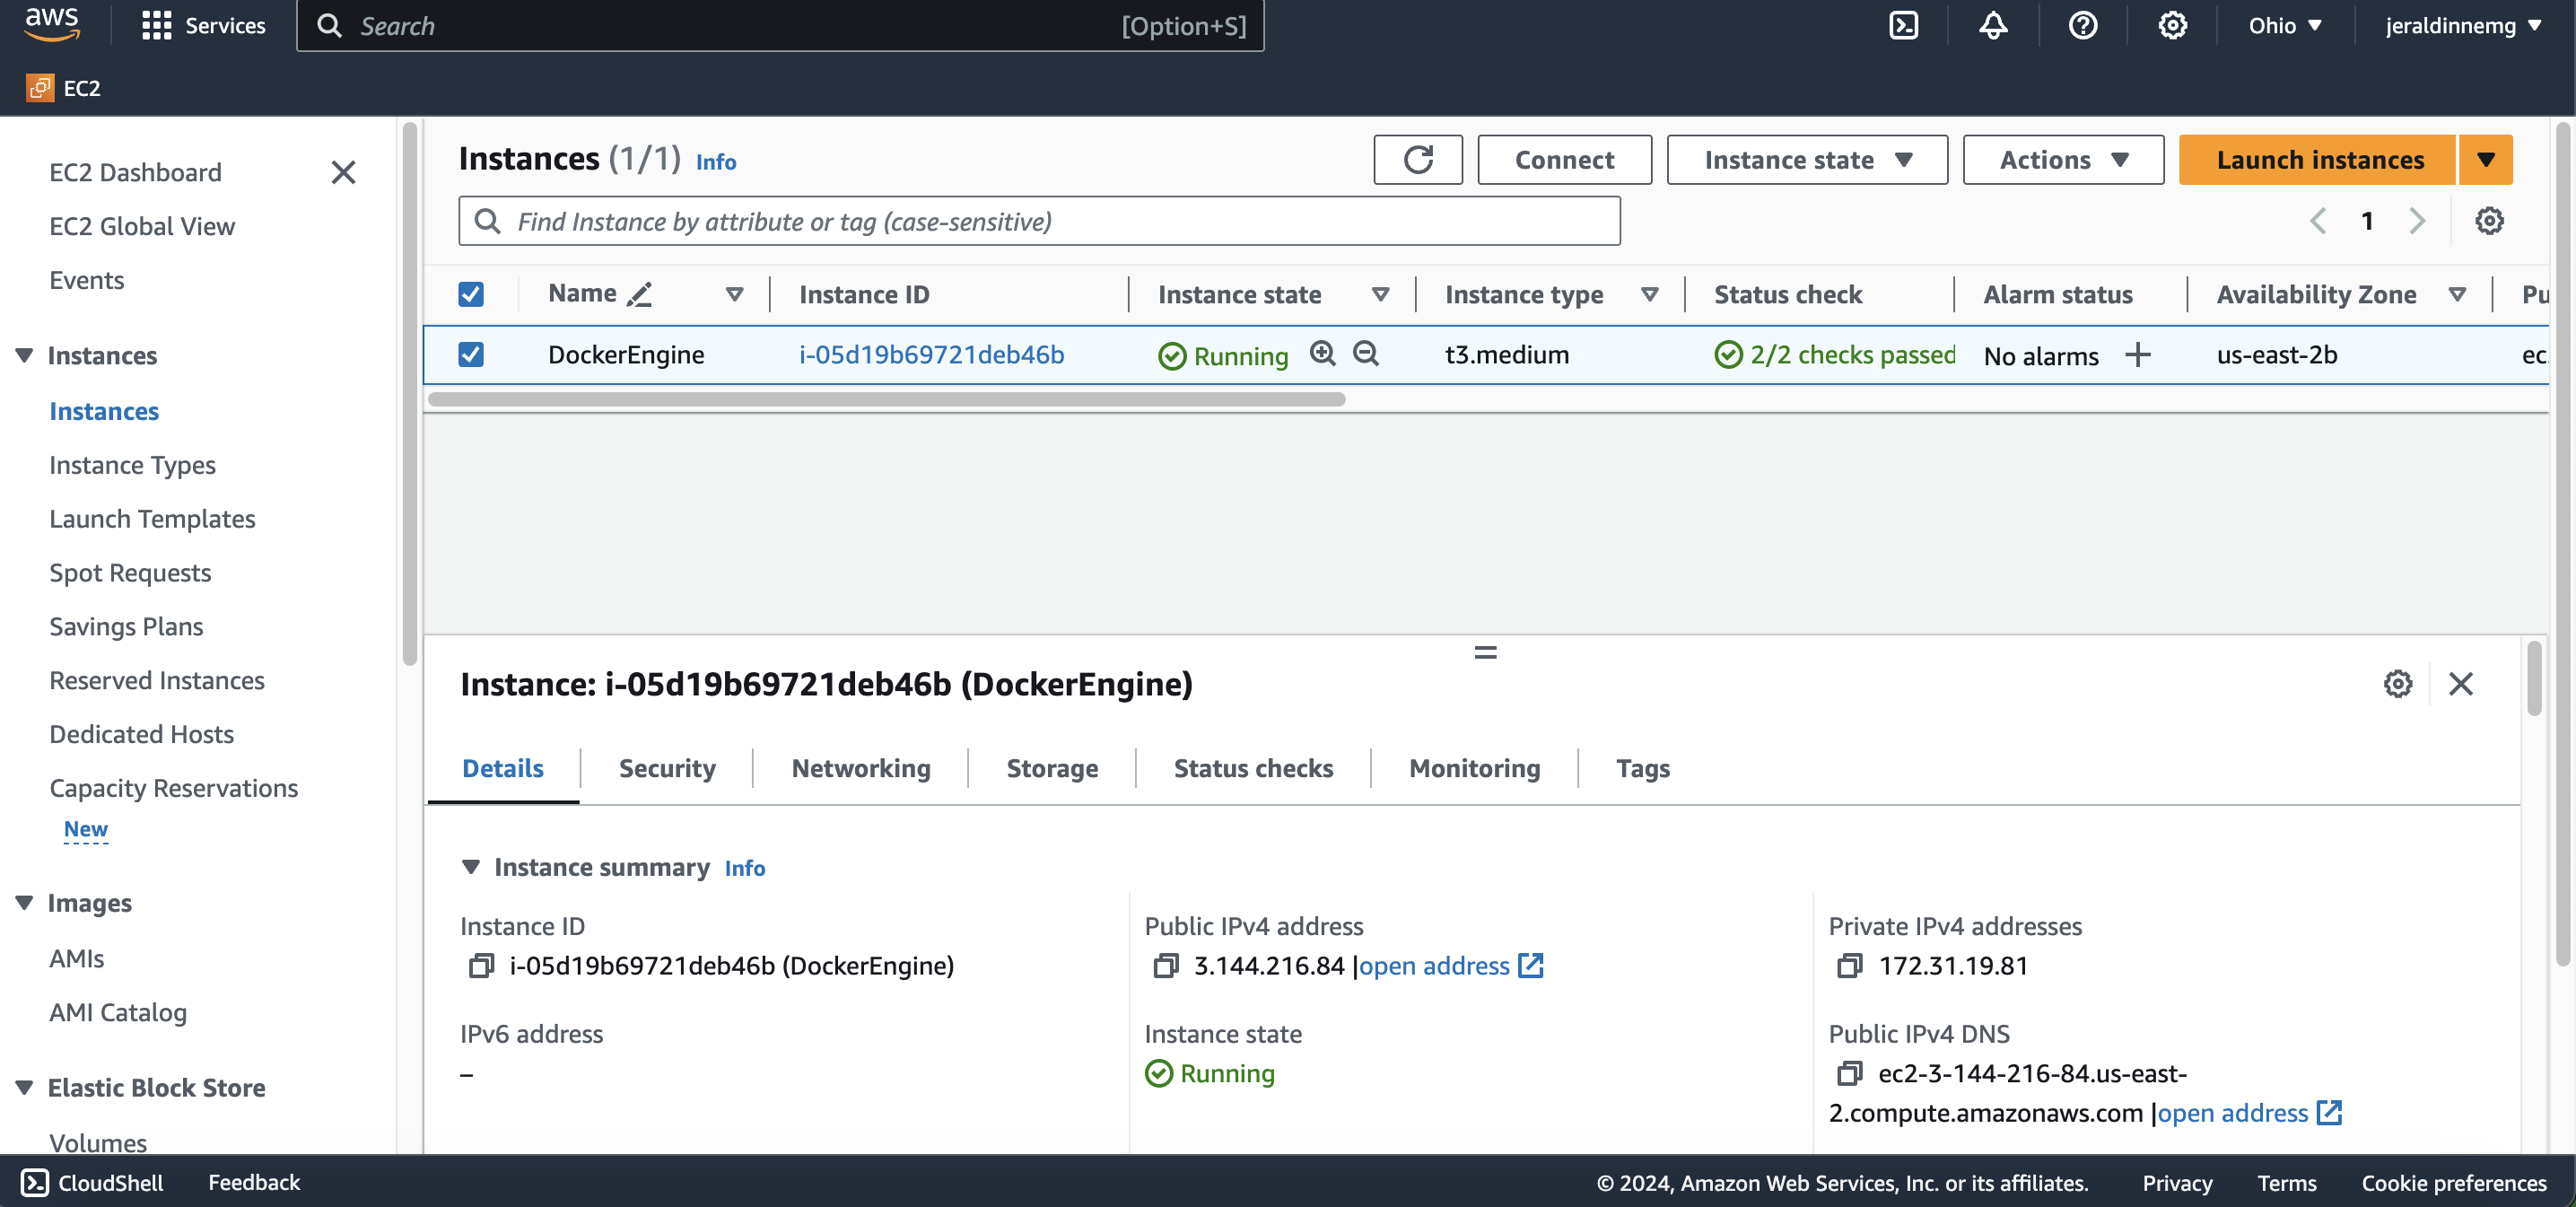 aws
Services
Search
[Option+S]
Ohio
jeraldinnemg
EC2
EC2 Dashboard
EC2 Global View
Events
Instances
Instances
Instance Types
Launch Templates
Spot Requests
Savings Plans
Reserved Instances
Dedicated Hosts
Capacity Reservations
New
Images
AMIs
AMI Catalog
Elastic Block Store
Volumes
Instances (1/1) Info
Connect
Instance state
Actions
Launch instances
Find Instance by attribute or tag (case-sensitive)
1
Name
Instance ID
Instance state
Instance type
Status check
Alarm status
Availability Zone
Pu
DockerEngine
i-05d19b69721deb46b
Running
t3.medium
2/2 checks passed
No alarms
us-east-2b
ec
Instance: i-05d19b69721deb46b (DockerEngine)
Details
Security
Networking
Storage
Status checks
Monitoring
Tags
Instance summary Info
Instance ID
i-05d19b69721deb46b (DockerEngine)
Public IPv4 address
3.144.216.84 |open address
Private IPv4 addresses
172.31.19.81
IPv6 address
–
Instance state
Running
Public IPv4 DNS
ec2-3-144-216-84.us-east-
2.compute.amazonaws.com |open address
CloudShell
Feedback
© 2024, Amazon Web Services, Inc. or its affiliates.
Privacy
Terms
Cookie preferences